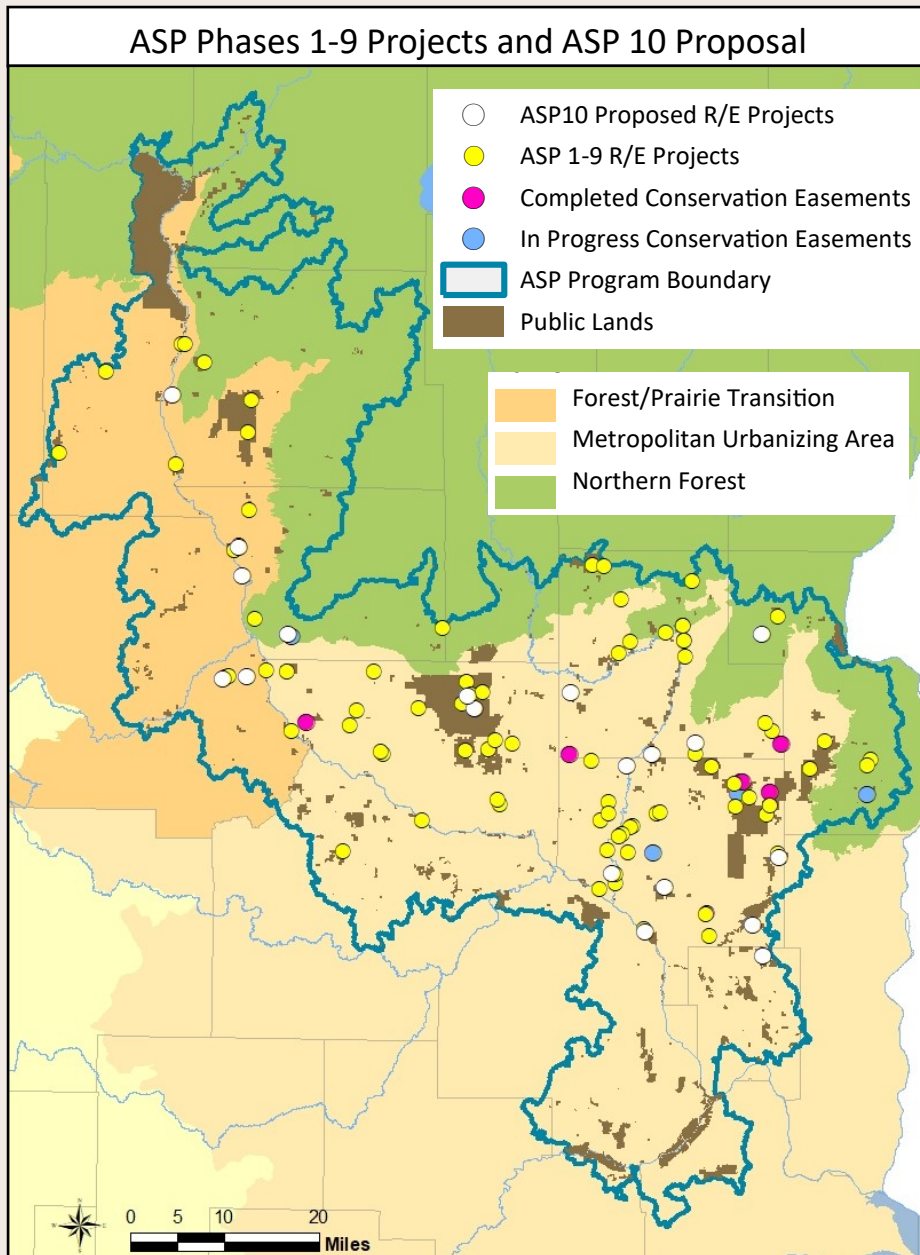 ASP Phases 1-9 Projects and ASP 10 Proposal
ASP10 Proposed R/E Projects
ASP 1-9 R/E Projects
Completed Conservation Easements
In Progress Conservation Easements
ASP Program Boundary
Public Lands
Forest/Prairie Transition
Metropolitan Urbanizing Area
Northern Forest
0 5 10 20
Miles